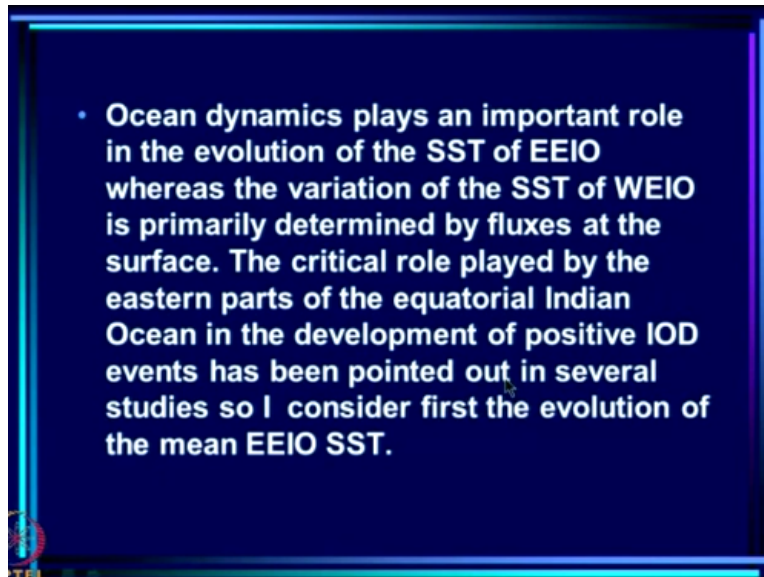 • Ocean dynamics plays an important role
in the evolution of the SST of EEIO
whereas the variation of the SST of WEIO
is primarily determined by fluxes at the
surface. The critical role played by the
eastern parts of the equatorial Indian
Ocean in the development of positive IOD
events has been pointed out in several
studies so I consider first the evolution of
the mean EEIO SST.